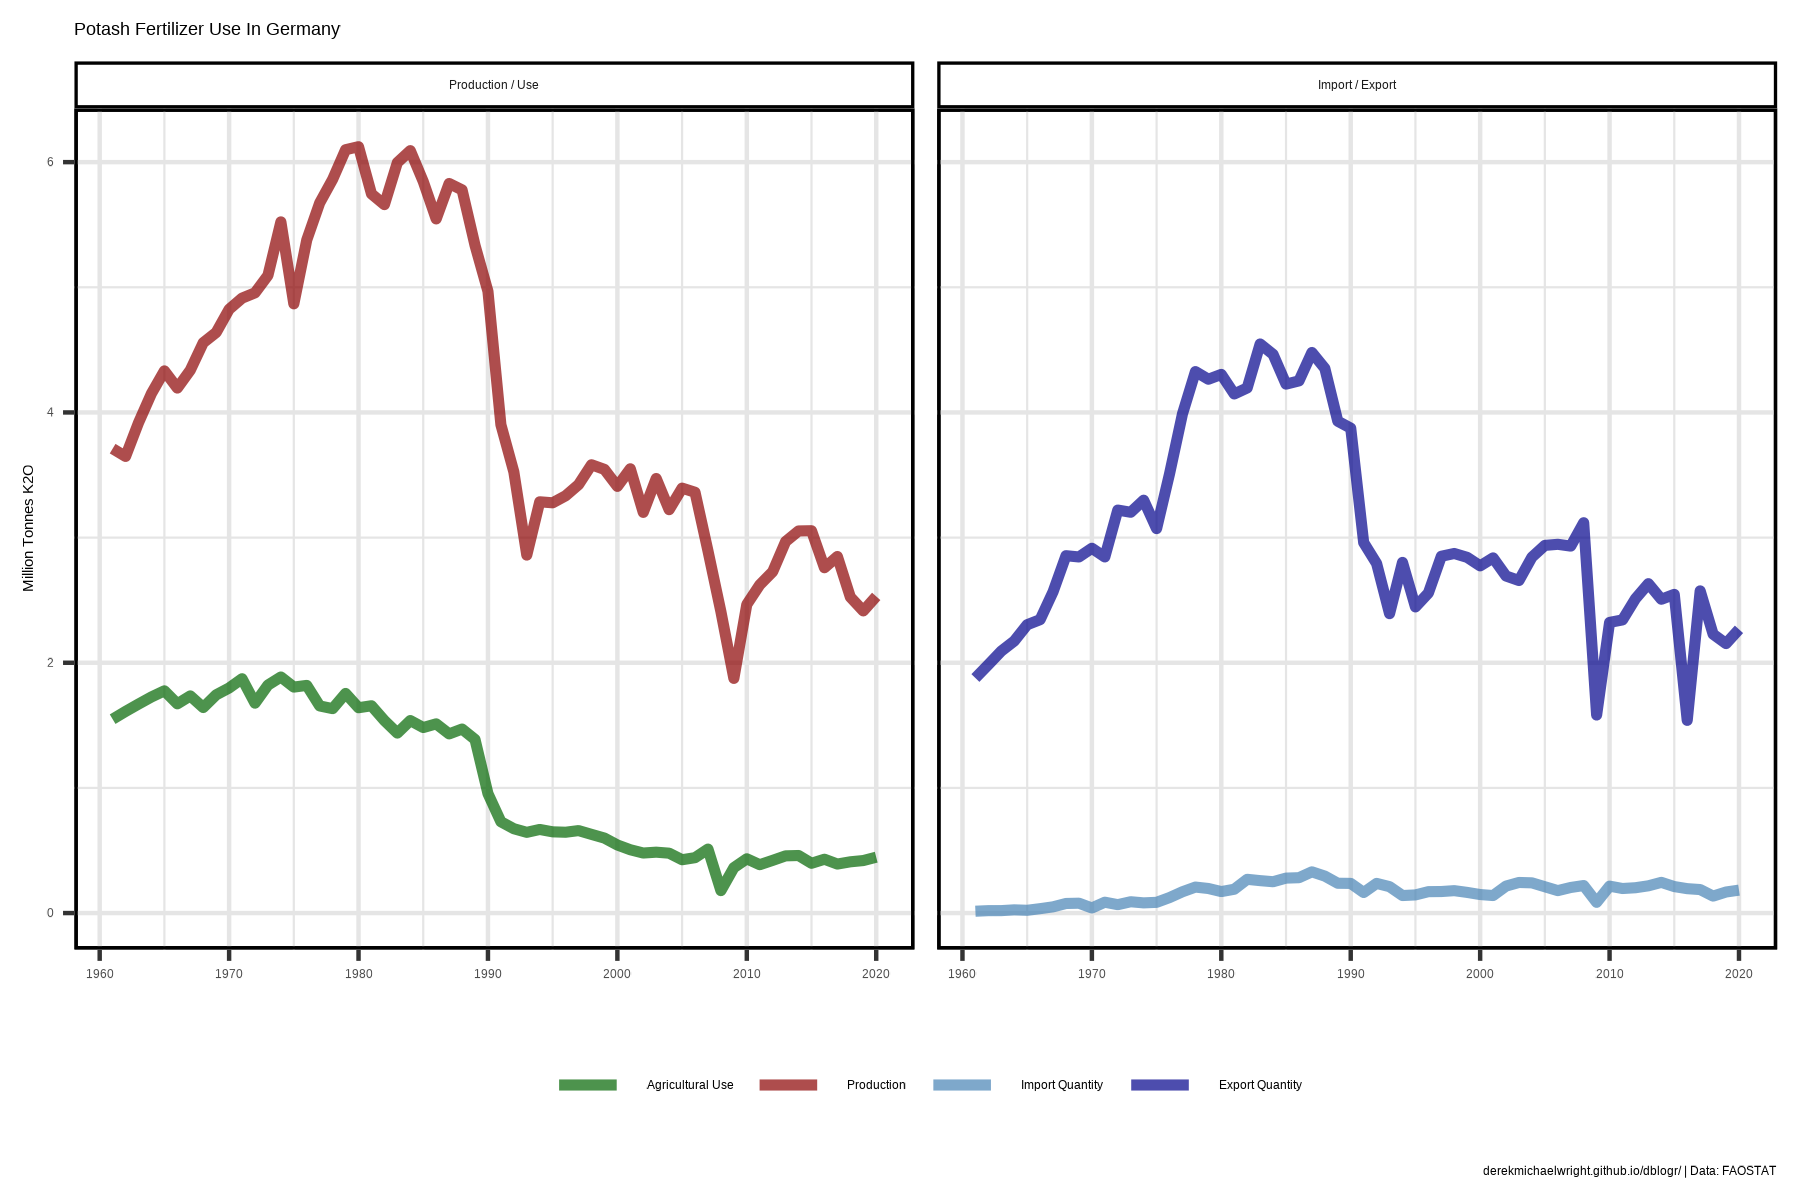 Potash Fertilizer Use In Germany
Production / Use
Import / Export
Million Tonnes K2O
6
4
2
0
1960 1970 1980 1990 2000 2010 2020
1960 1970 1980 1990 2000 2010 2020
Agricultural Use Production Import Quantity Export Quantity
derekmichaelwright.github.io/dblogr/ | Data: FAOSTAT